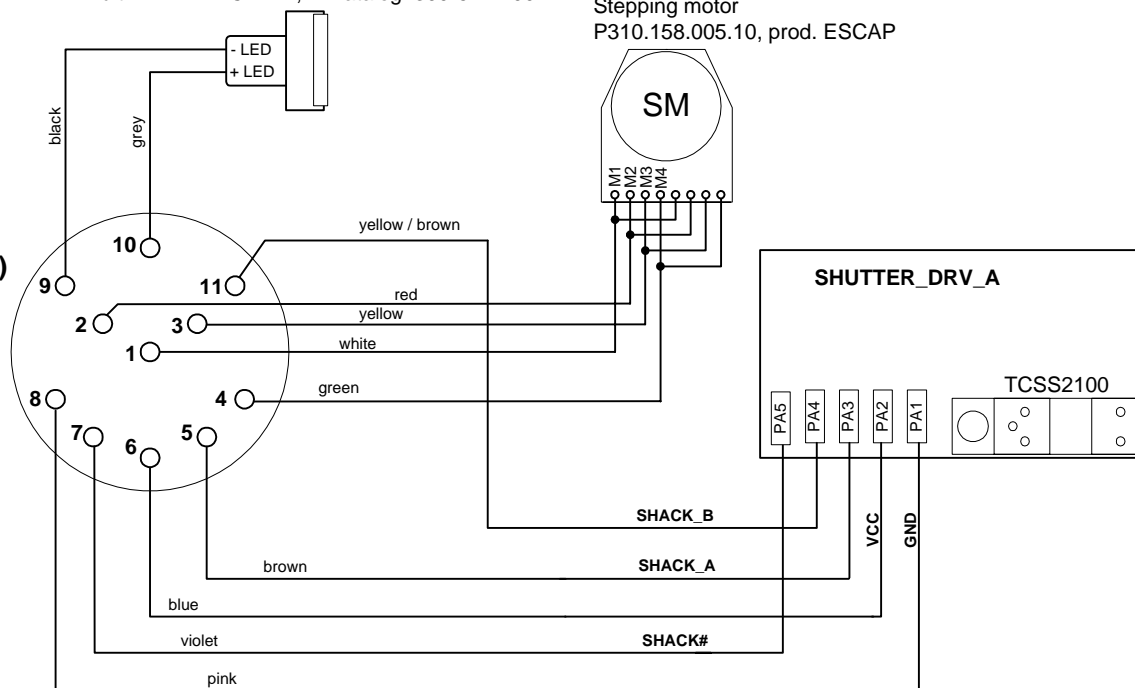 Stepping motor
P310.158.005.10, prod. ESCAP
- LED
+ LED
SM
black
grey
M1
M2
M3
M4
yellow / brown
10
)
9
11
SHUTTER_DRV_A
red
2
3
yellow
1
white
TCSS2100
8
4
green
PA5
PA4
PA3
PA2
PA1
7
6
5
SHACK_B
VCC
GND
brown
SHACK_A
blue
violet
SHACK#
pink